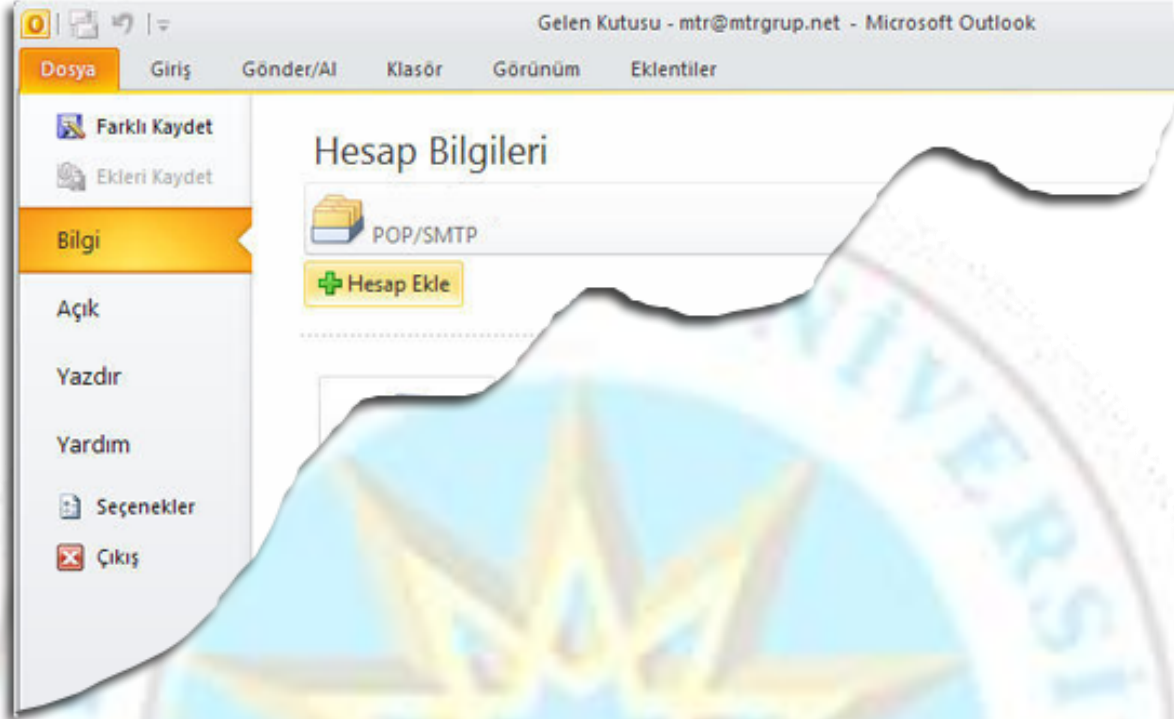 Gelen Kutusu - mtr@mtrgrup.net - Microsoft Outlook
Dosya Giriş Gönder/Al Klasör Görünüm Eklentiler
Farklı Kaydet
Ekleri Kaydet
Bilgi
Açık
Yazdır
Yardım
Seçenekler
Çıkış
Hesap Bilgileri
POP/SMTP
Hesap Ekle